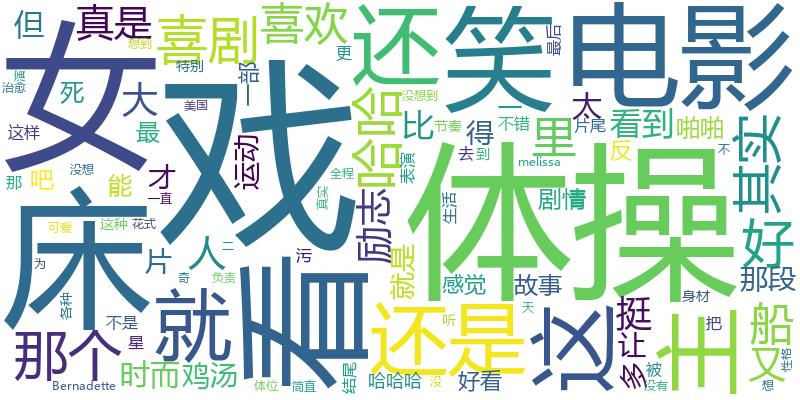 但
真是
喜剧
喜欢
还
笑
电影
女
戏
想到
更
最后
治愈
演
死
大
特别
一部
美国
哈哈
没想到
一
太
这样
最
比
得
不错
片尾
里
看到
啪啪
其实
节奏
运动
没想
去
到
melissa
反
不
那
吧
能
才
一直
全程
表演
体操
床
真实
励志
生活
剧情
可爱
这种
花式
好
人
二
片
污
就是
感觉
故事
那段
为
奇
负责
看
各种
不是
星
就
还是
听
天
这
挺
身材
把
主
船
那个
让
又
时而
鸡汤
结尾
多
被
没有
想
性格
Bernadette
体位
简直
哈哈哈
没
好看